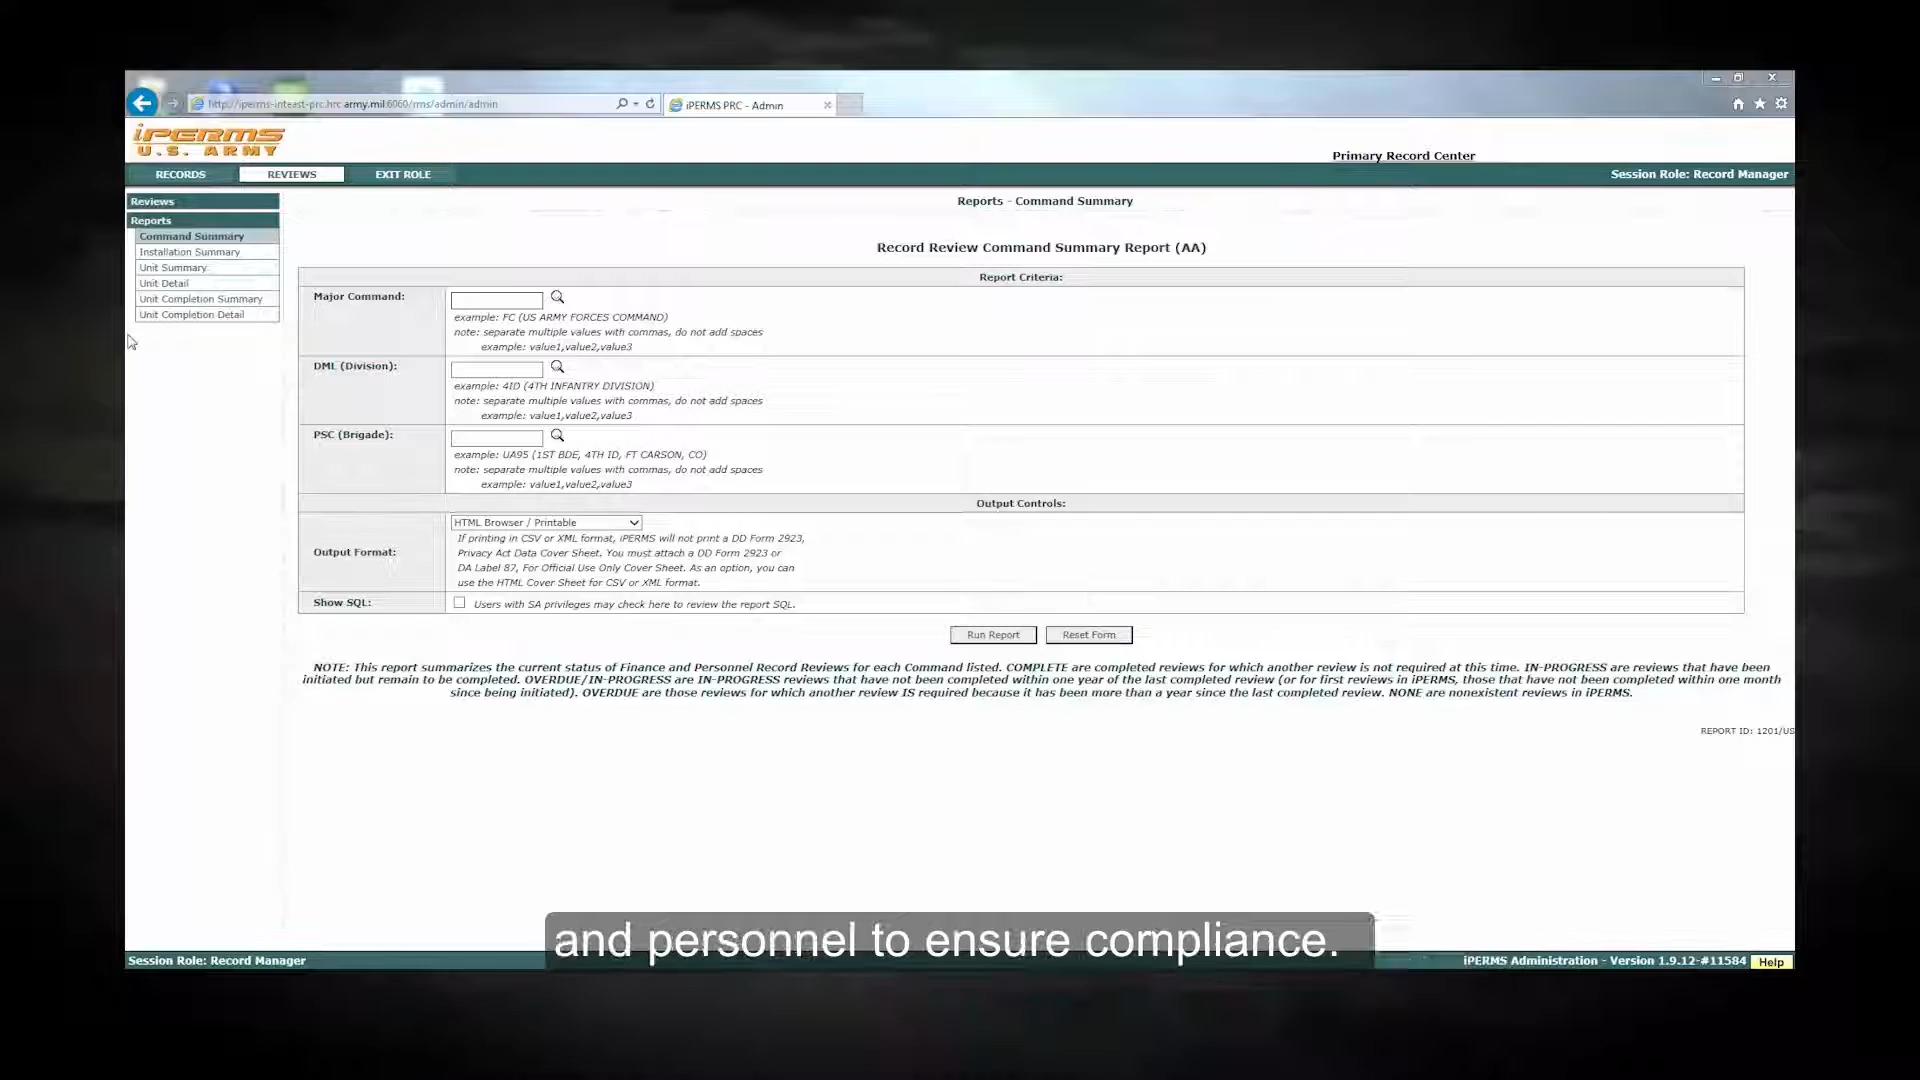 http://iperms-inteast-prc.hrc.army.mil:6060/rms/admin/admin
iPERMS PRC - Admin
iPERMS
U.S. ARMY
Primary Record Center
RECORDS
REVIEWS
EXIT ROLE
Session Role: Record Manager
Reviews
Reports
Command Summary
Installation Summary
Unit Summary
Unit Detail
Unit Completion Summary
Unit Completion Detail
Reports - Command Summary
Record Review Command Summary Report (AA)
Report Criteria:
Major Command:
example: FC (US ARMY FORCES COMMAND)
note: separate multiple values with commas, do not add spaces
example: value1,value2,value3
DML (Division):
example: 4ID (4TH INFANTRY DIVISION)
note: separate multiple values with commas, do not add spaces
example: value1,value2,value3
PSC (Brigade):
example: UA95 (1ST BDE, 4TH ID, FT CARSON, CO)
note: separate multiple values with commas, do not add spaces
example: value1,value2,value3
Output Controls:
Output Format:
HTML Browser / Printable
If printing in CSV or XML format, iPERMS will not print a DD Form 2923,
Privacy Act Data Cover Sheet. You must attach a DD Form 2923 or
DA Label 87, For Official Use Only Cover Sheet. As an option, you can
use the HTML Cover Sheet for CSV or XML format.
Show SQL:
Users with SA privileges may check here to review the report SQL.
Run Report
Reset Form
NOTE: This report summarizes the current status of Finance and Personnel Record Reviews for each Command listed. COMPLETE are completed reviews for which another review is not required at this time. IN-PROGRESS are reviews that have been
initiated but remain to be completed. OVERDUE/IN-PROGRESS are IN-PROGRESS reviews that have not been completed within one year of the last completed review (or for first reviews in iPERMS, those that have not been completed within one month
since being initiated). OVERDUE are those reviews for which another review IS required because it has been more than a year since the last completed review. NONE are nonexistent reviews in iPERMS.
REPORT ID: 1201/US
and personnel to ensure compliance.
Session Role: Record Manager
iPERMS Administration - Version 1.9.12-#11584
Help